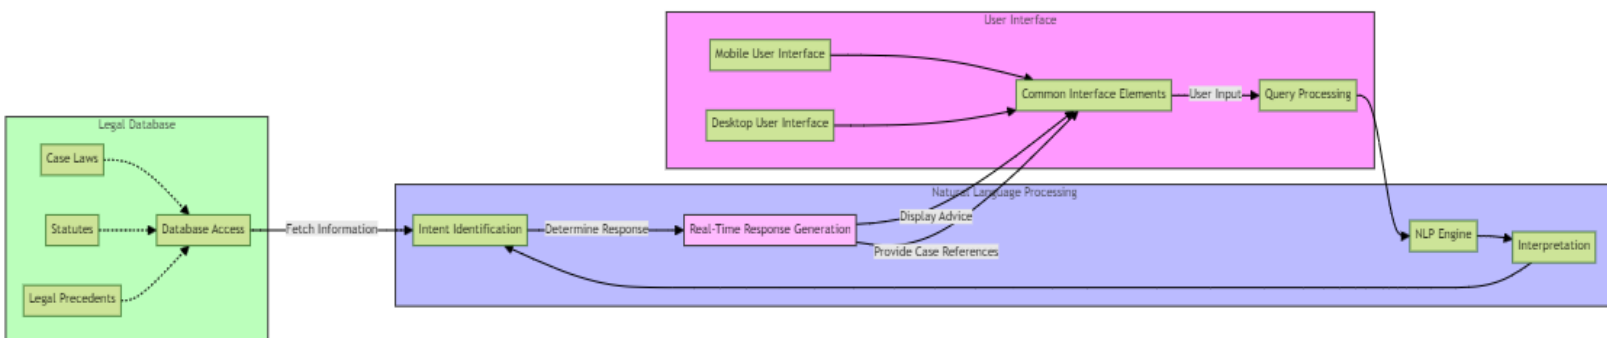 User Interface
Mobile User Interface
Common Interface Elements
User Input
Query Processing
Desktop User Interface
Legal Database
Case Laws
Statutes
Database Access
Legal Precedents
Fetch Information
Natural Language Processing
Intent Identification
Determine Response
Real-Time Response Generation
Display Advice
Provide Case References
NLP Engine
Interpretation